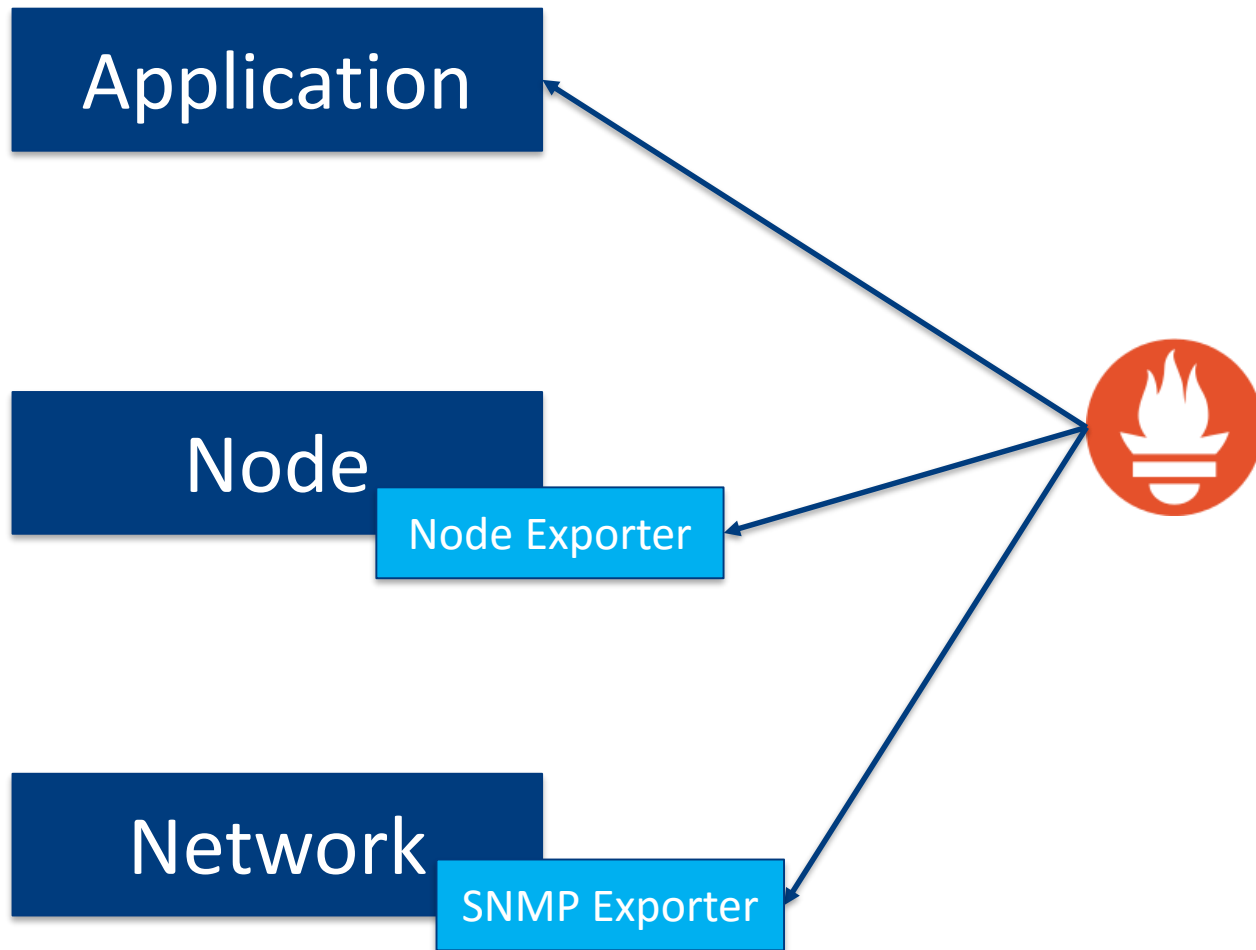 Application
Node
Node Exporter
Network
SNMP Exporter